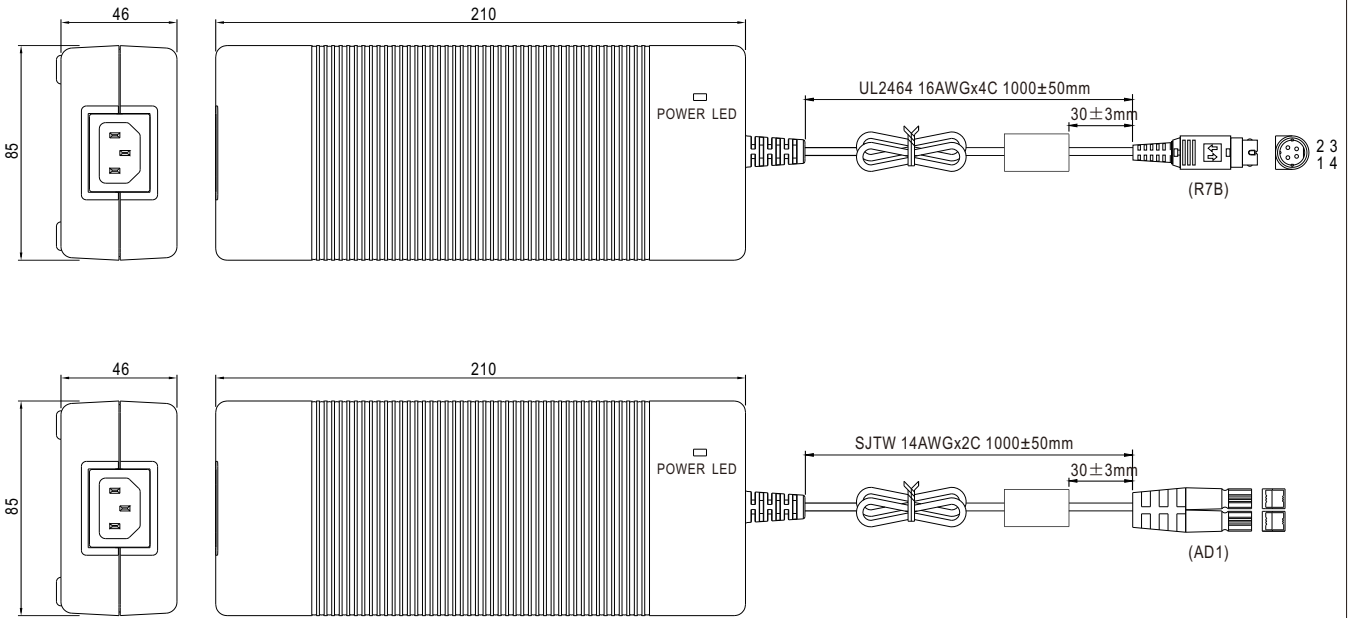 46
210
85
POWER LED
UL2464 16AWGx4C 1000±50mm
30±3mm
2 3
1 4
(R7B)
46
210
85
POWER LED
SJTW 14AWGx2C 1000±50mm
30±3mm
(AD1)